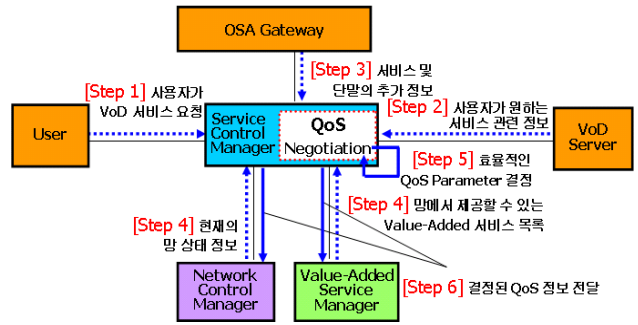 OSA Gateway
[Step 3] 서비스 및
단말의 추가 정보
[Step 1] 사용자가
VoD 서비스 요청
[Step 2] 사용자가 원하는
서비스 관련 정보
User
Service
Control
Manager
QoS
Negotiation
VoD
Server
[Step 5] 효율적인
QoS Parameter 결정
[Step 4] 현재의
망 상태 정보
[Step 4] 망에서 제공할 수 있는
Value-Added 서비스 목록
Network
Control
Manager
Value-Added
Service
Manager
[Step 6] 결정된 QoS 정보 전달